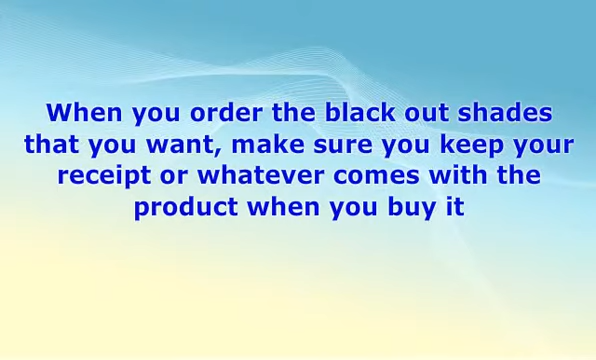 When you order the black out shades
that you want, make sure you keep your
receipt or whatever comes with the
product when you buy it